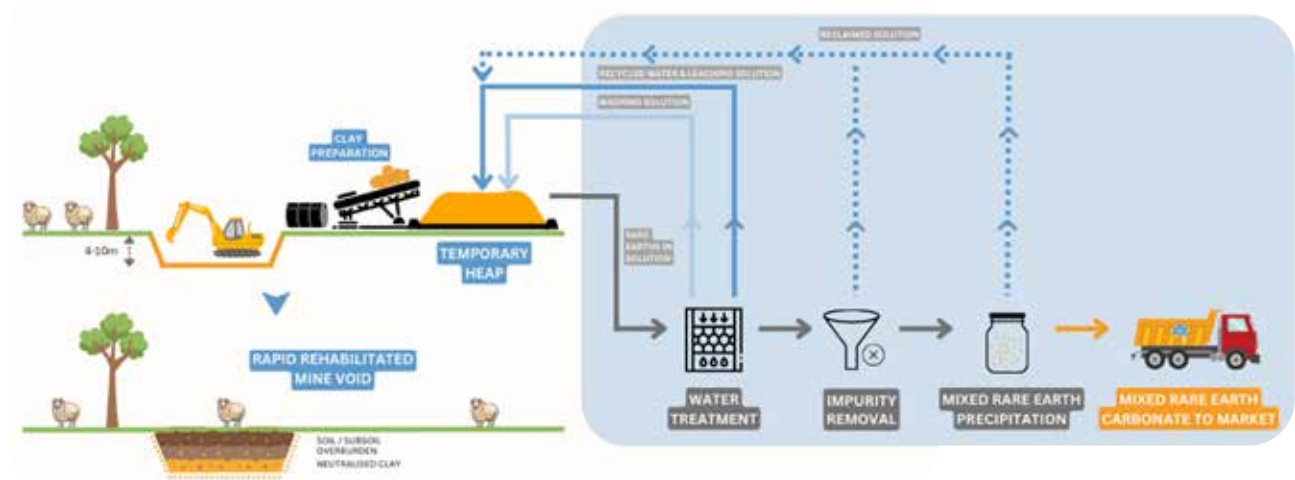 RECLAIMED SOLUTION
RECYCLED WATER & LEACHING SOLUTION
WASHING SOLUTION
CLAY
PREPARATION
4-10m
TEMPORARY
HEAP
RARE
EARTHS IN
SOLUTION
RAPID REHABILITATED
MINE VOID
WATER
TREATMENT
IMPURITY
REMOVAL
MIXED RARE EARTH
PRECIPITATION
MIXED RARE EARTH
CARBONATE TO MARKET
SOIL / SUBSOIL
OVERBURDEN
NEUTRALISED CLAY